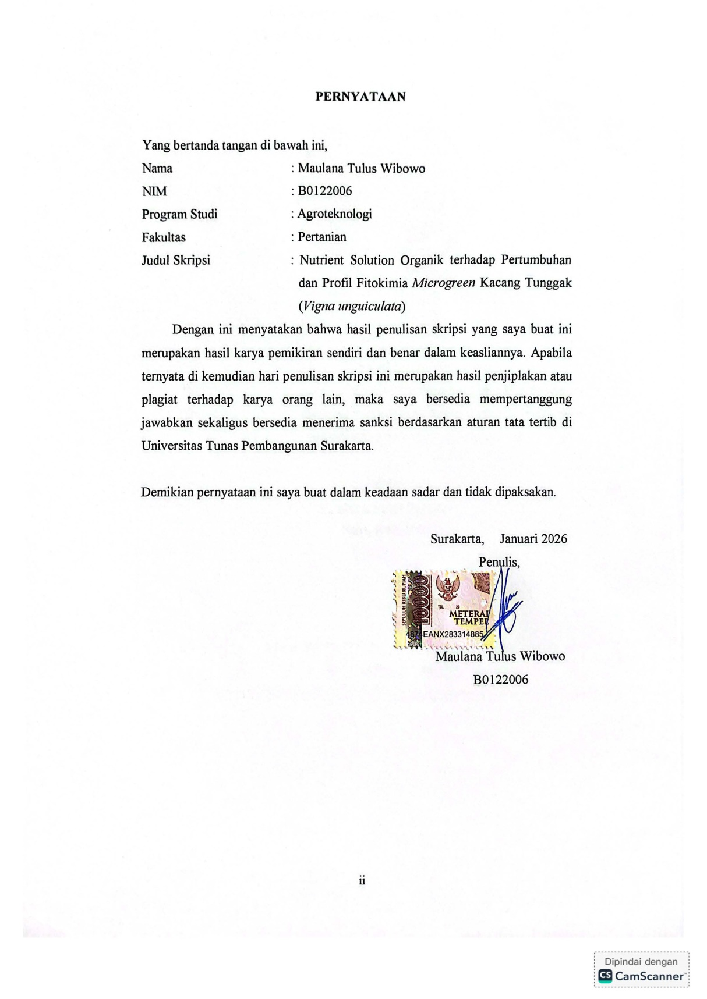 PERNYATAAN
Yang bertanda tangan di bawah ini,
Nama : Maulana Tulus Wibowo
NIM : B0122006
Program Studi : Agroteknologi
Fakultas : Pertanian
Judul Skripsi : Nutrient Solution Organik terhadap Pertumbuhan
dan Profil Fitokimia Microgreen Kacang Tunggak
(Vigna unguiculata)
Dengan ini menyatakan bahwa hasil penulisan skripsi yang saya buat ini
merupakan hasil karya pemikiran sendiri dan benar dalam keasliannya. Apabila
ternyata di kemudian hari penulisan skripsi ini merupakan hasil penjiplakan atau
plagiat terhadap karya orang lain, maka saya bersedia mempertanggung
jawabkan sekaligus bersedia menerima sanksi berdasarkan aturan tata tertib di
Universitas Tunas Pembangunan Surakarta.
Demikian pernyataan ini saya buat dalam keadaan sadar dan tidak dipaksakan.
Surakarta, Januari 2026
Penulis,
SEPULUH RIBU RUPIAH
10000
TGL. 20
METERAI
TEMPEL
4874EANX283314885
Maulana Tulus Wibowo
B0122006
ii
Dipindai dengan
CS CamScanner